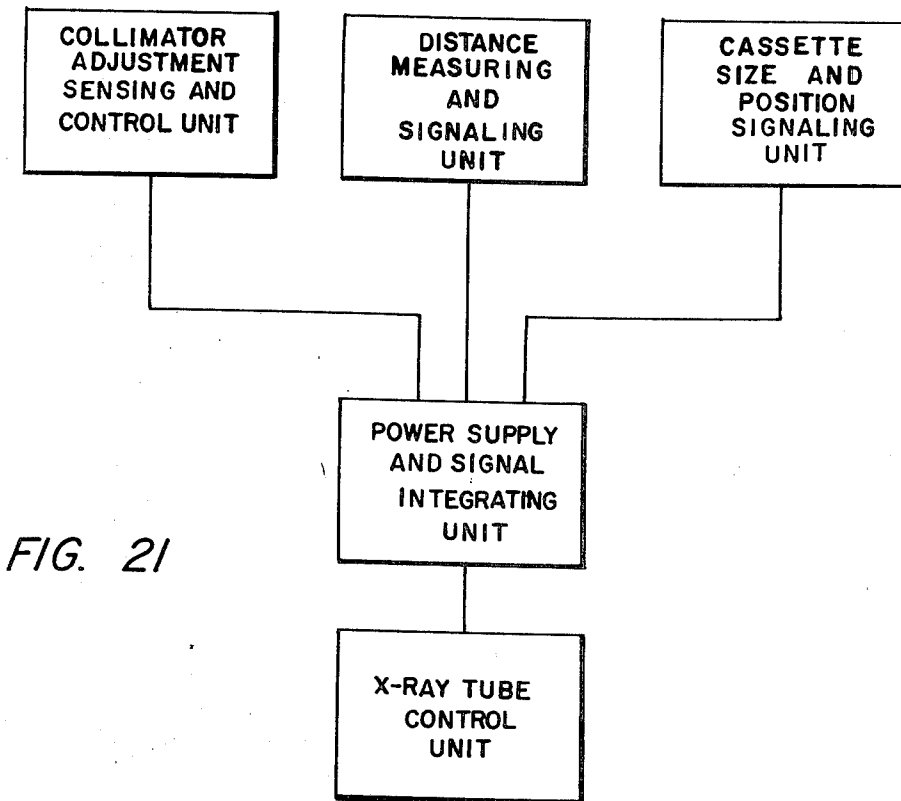 COLLIMATOR
ADJUSTMENT
SENSING AND
CONTROL UNIT
DISTANCE
MEASURING
AND
SIGNALING
UNIT
CASSETTE
SIZE AND
POSITION
SIGNALING
UNIT
POWER SUPPLY
AND SIGNAL
INTEGRATING
UNIT
FIG. 21
X-RAY TUBE
CONTROL
UNIT